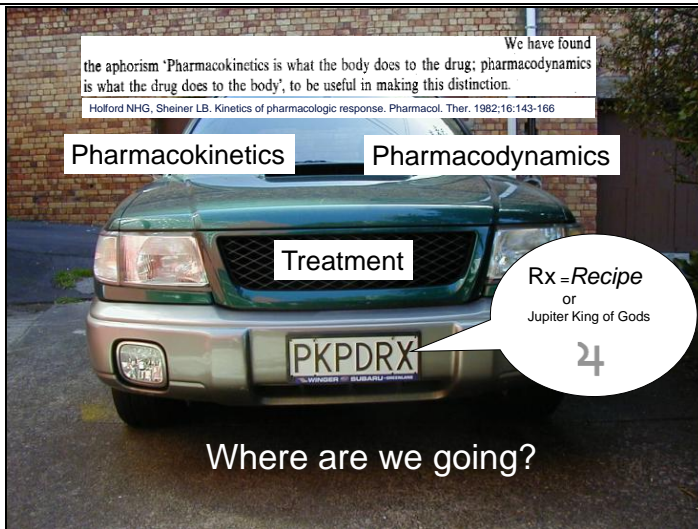 We have found
the aphorism 'Pharmacokinetics is what the body does to the drug; pharmacodynamics
is what the drug does to the body', to be useful in making this distinction.
Holford NHG, Sheiner LB. Kinetics of pharmacologic response. Pharmacol. Ther. 1982;16:143-166
Pharmacokinetics
Pharmacodynamics
Treatment
Rx =Recipe
or
Jupiter King of Gods
♃
PKPDRX
WINGER SUBARU
Where are we going?